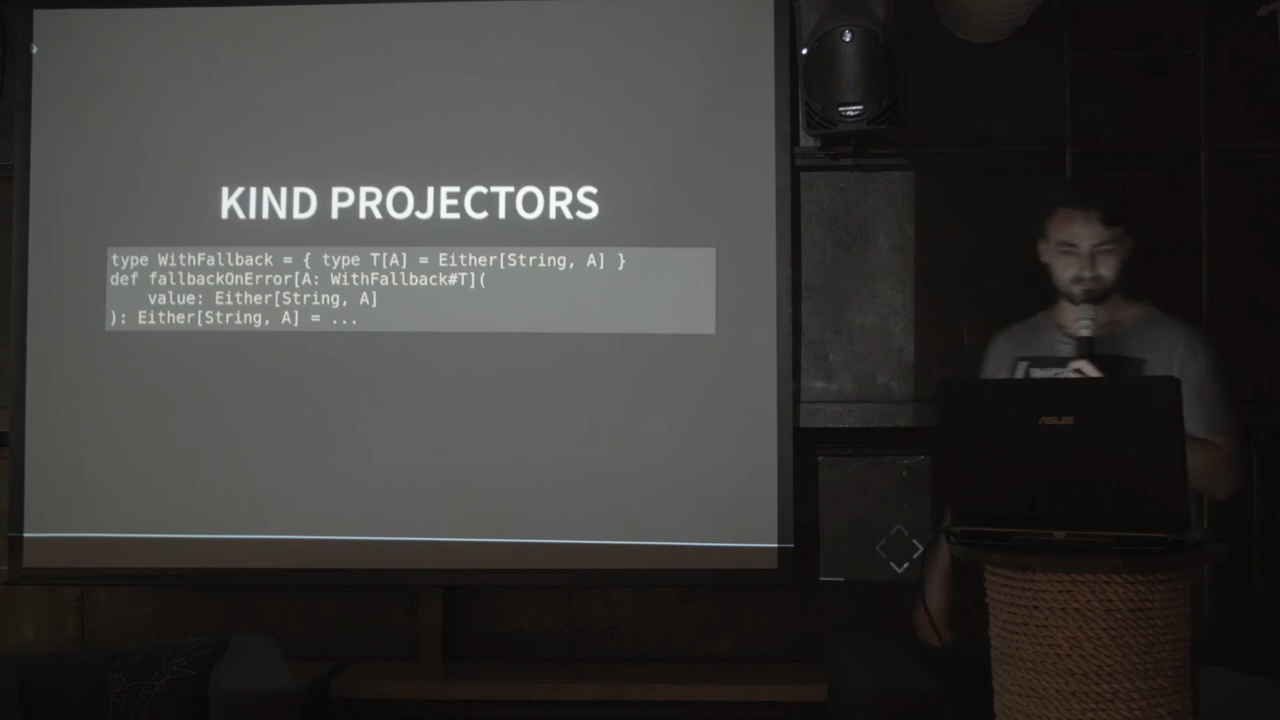 KIND PROJECTORS
type WithFallback = { type T[A] = Either[String, A] }
def fallbackOnError[A: WithFallback#T](
    value: Either[String, A]
): Either[String, A] = ...
ASUS